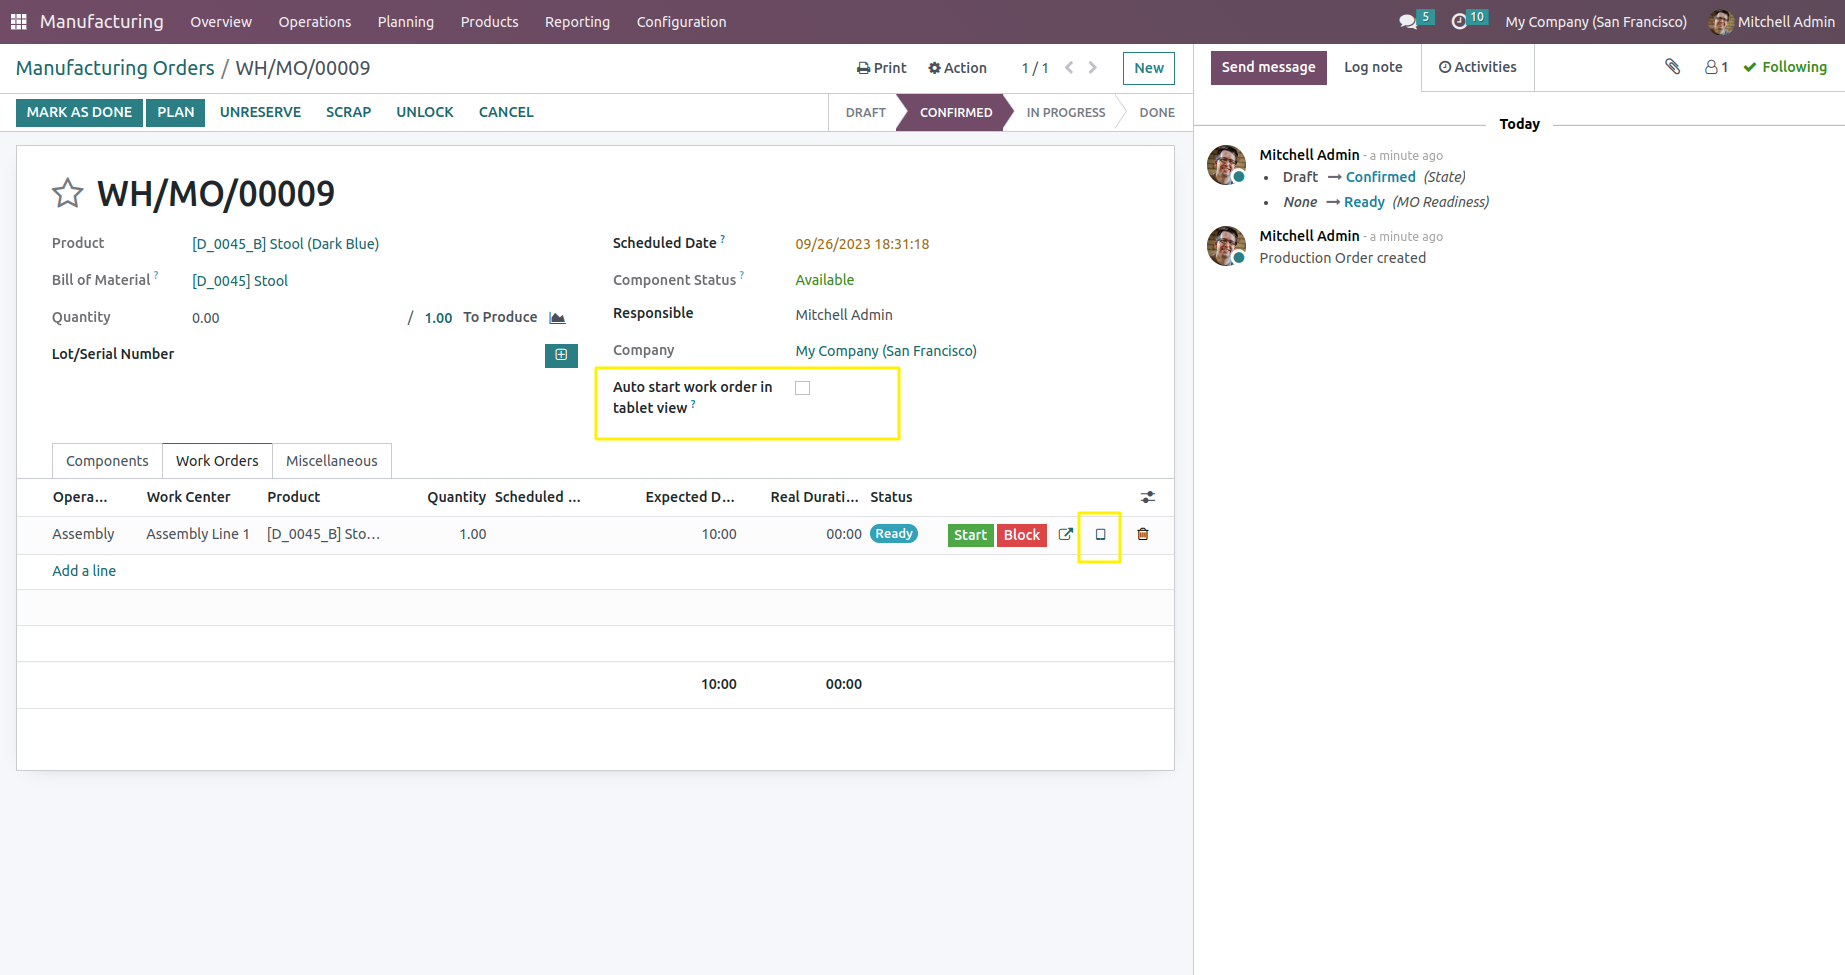 Manufacturing Overview Operations Planning Products Reporting Configuration 5 10 My Company (San Francisco) Mitchell Admin
Manufacturing Orders / WH/MO/00009 Print Action 1 / 1 New
MARK AS DONE PLAN UNRESERVE SCRAP UNLOCK CANCEL DRAFT CONFIRMED IN PROGRESS DONE
WH/MO/00009
Product [D_0045_B] Stool (Dark Blue)
Bill of Material ? [D_0045] Stool
Quantity 0.00 / 1.00 To Produce
Lot/Serial Number
Scheduled Date ? 09/26/2023 18:31:18
Component Status ? Available
Responsible Mitchell Admin
Company My Company (San Francisco)
Auto start work order in
tablet view ?
Components Work Orders Miscellaneous
Opera... Work Center Product Quantity Scheduled ... Expected D... Real Durati... Status
Assembly Assembly Line 1 [D_0045_B] Sto... 1.00 10:00 00:00 Ready Start Block
Add a line
10:00 00:00
Send message Log note Activities 1 Following
Today
Mitchell Admin - a minute ago
• Draft → Confirmed (State)
• None → Ready (MO Readiness)
Mitchell Admin - a minute ago
Production Order created